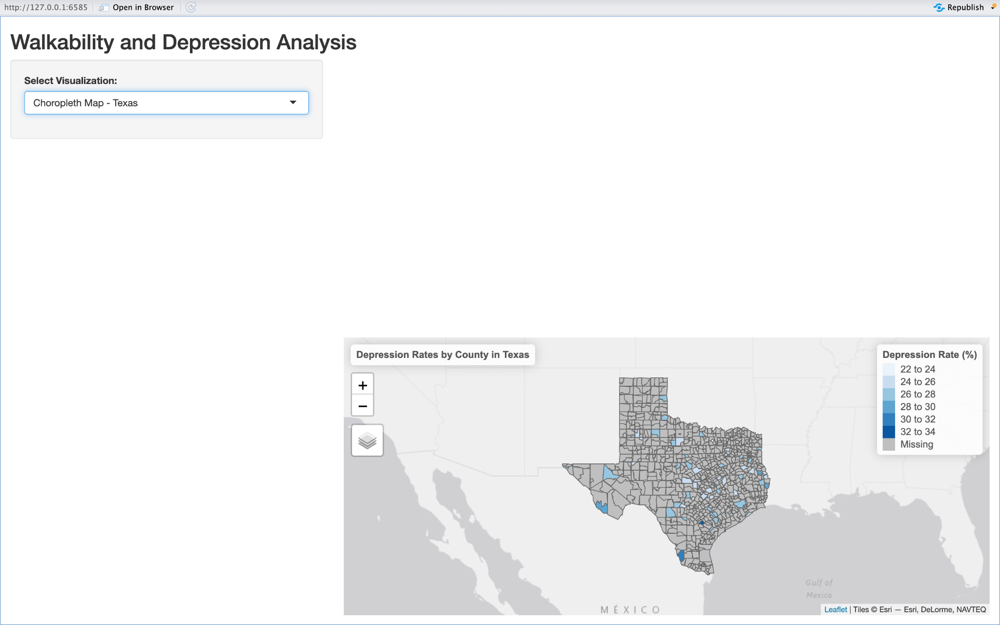 http://127.0.0.1:6585 Open in Browser Republish
Walkability and Depression Analysis
Select Visualization:
Choropleth Map - Texas
Depression Rates by County in Texas
+
−
Depression Rate (%)
22 to 24
24 to 26
26 to 28
28 to 30
30 to 32
32 to 34
Missing
Gulf of
Mexico
MÉXICO
Leaflet | Tiles © Esri — Esri, DeLorme, NAVTEQ